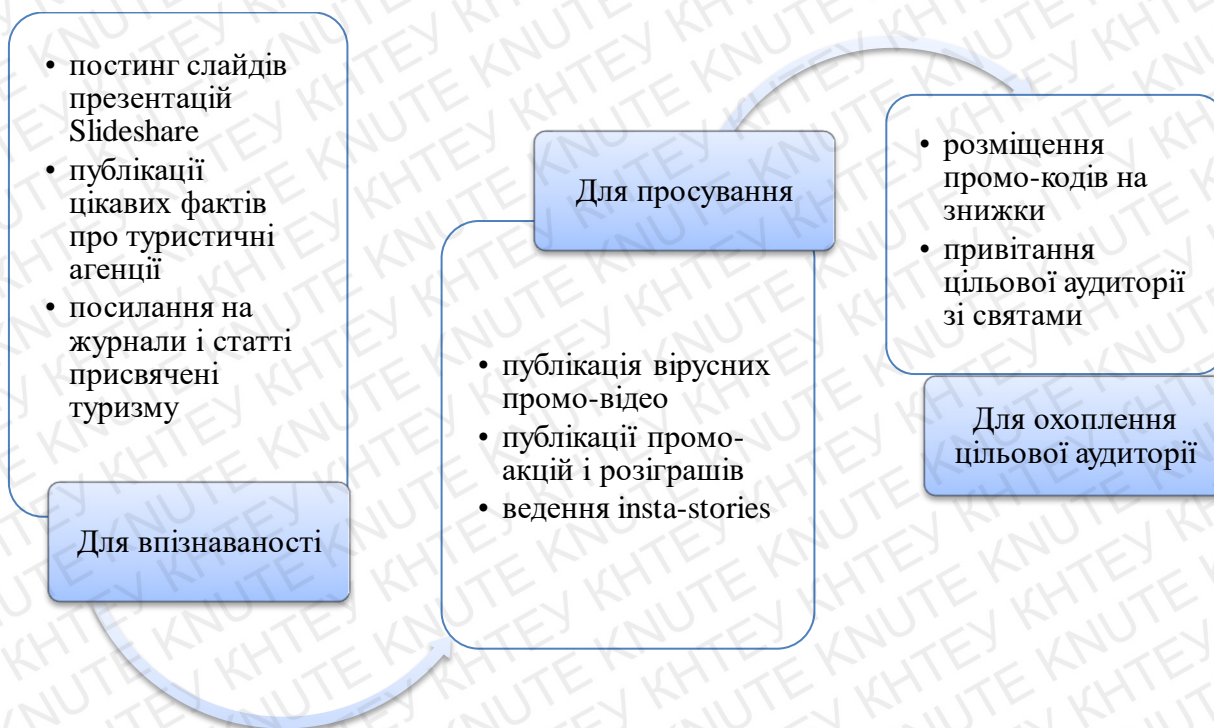 • постинг слайдів
презентацій
Slideshare
• публікації
цікавих фактів
про туристичні
агенції
• посилання на
журнали і статті
присвячені
туризму
Для впізнаваності
Для просування
• публікація вірусних
промо-відео
• публікації промо-
акцій і розіграшів
• ведення insta-stories
• розміщення
промо-кодів на
знижки
• привітання
цільової аудиторії
зі святами
Для охоплення
цільової аудиторії
KNUTE КНТЕУ